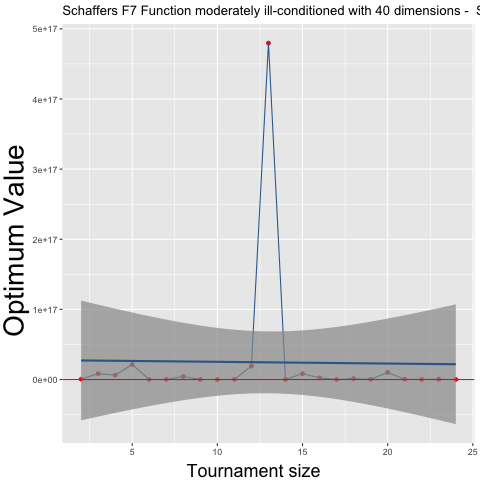 Schaffers F7 Function moderately ill-conditioned with 40 dimensions - S
Optimum Value
5e+17
4e+17
3e+17
2e+17
1e+17
0e+00
5
10
15
20
25
Tournament size